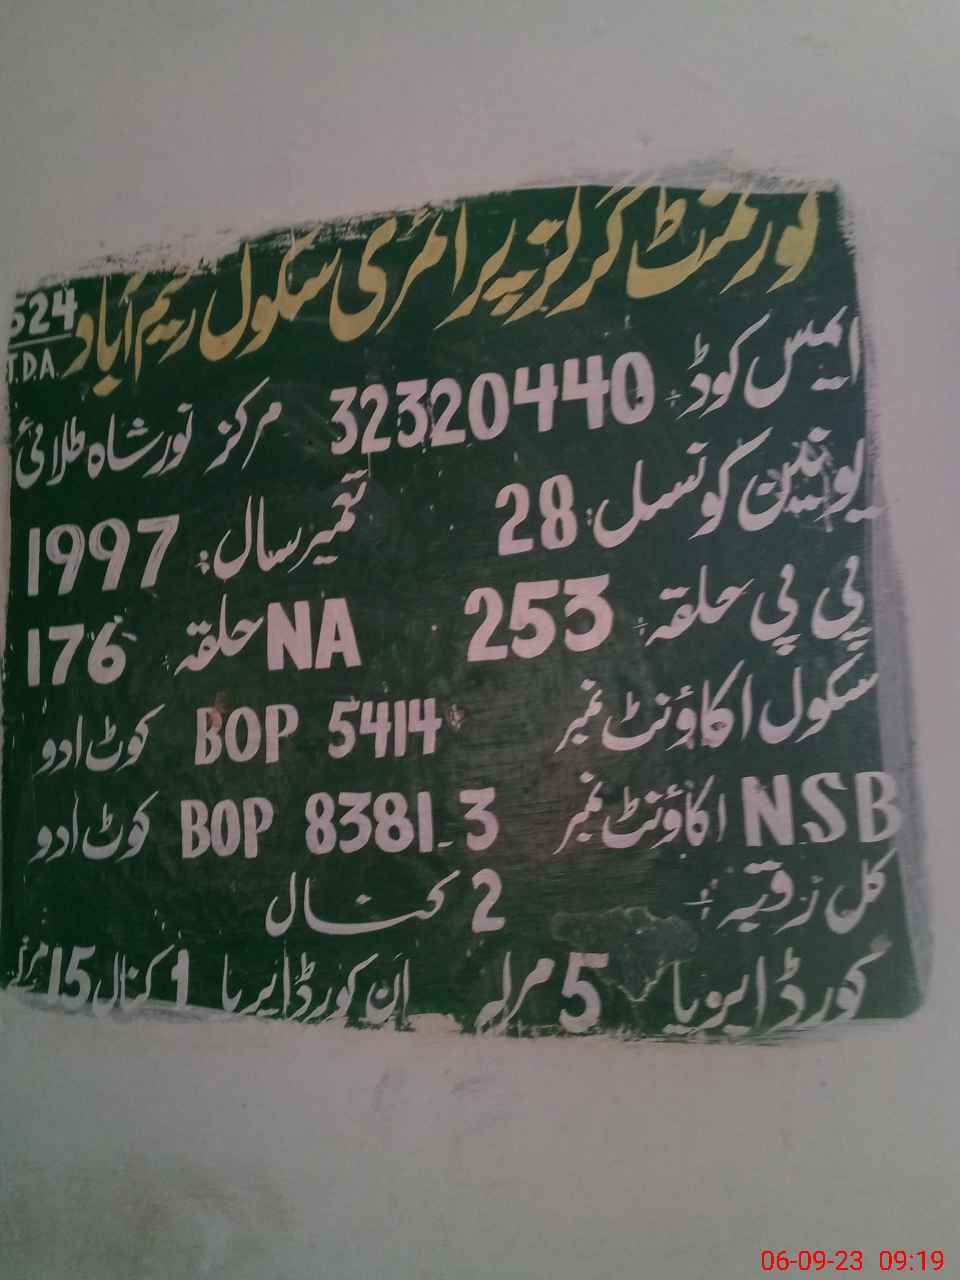 گورنمنٹ گرلز پرائمری سکول رحیم آباد 524 T.D.A.
ایمس کوڈ÷ 32320440 مرکز نور شاہ طلائی
یونین کونسل: 28 تعمیر سال: 1997
پی پی حلقہ÷ 253 NA حلقہ÷ 176
سکول اکاؤنٹ نمبر BOP 5414 کوٹ ادو
NSB اکاؤنٹ نمبر BOP 8381-3 کوٹ ادو
کل رقبہ÷ 2 کنال
کورڈ ایریا 5 مرلہ ان کورڈ ایریا 1 کنال 15 مرلہ
06-09-23 09:19